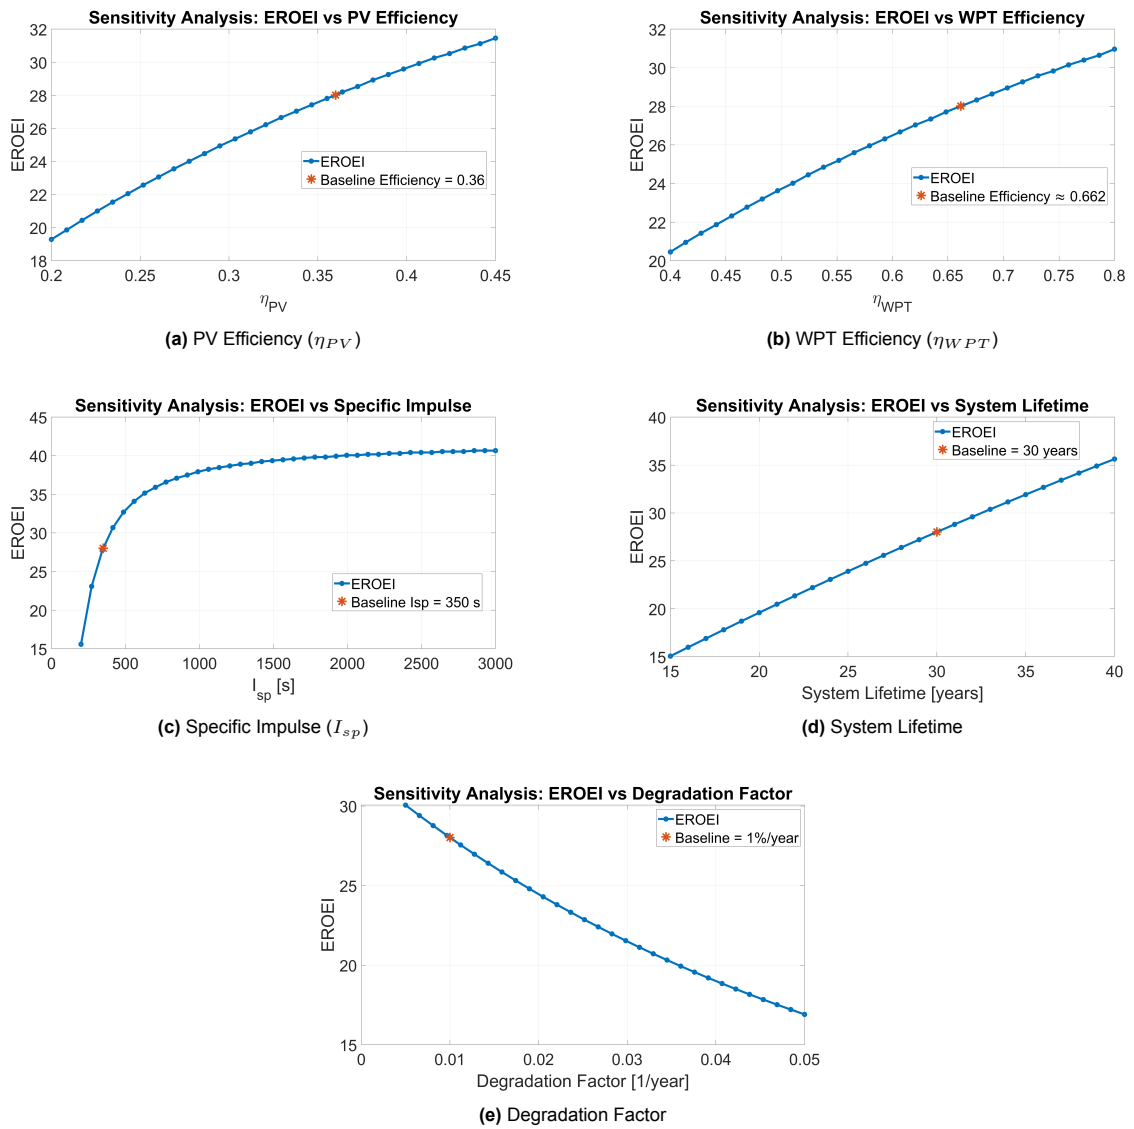 Sensitivity Analysis: EROEI vs PV Efficiency
32
30
28
26
24
22
20
18
EROEI
EROEI
Baseline Efficiency = 0.36
0.2 0.25 0.3 0.35 0.4 0.45
η_PV
(a) PV Efficiency (η_PV)
Sensitivity Analysis: EROEI vs WPT Efficiency
32
30
28
26
24
22
20
EROEI
EROEI
Baseline Efficiency ≈ 0.662
0.4 0.45 0.5 0.55 0.6 0.65 0.7 0.75 0.8
η_WPT
(b) WPT Efficiency (η_WPT)
Sensitivity Analysis: EROEI vs Specific Impulse
45
40
35
30
25
20
15
EROEI
EROEI
Baseline Isp = 350 s
0 500 1000 1500 2000 2500 3000
I_sp [s]
(c) Specific Impulse (I_sp)
Sensitivity Analysis: EROEI vs System Lifetime
40
35
30
25
20
15
EROEI
EROEI
Baseline = 30 years
15 20 25 30 35 40
System Lifetime [years]
(d) System Lifetime
Sensitivity Analysis: EROEI vs Degradation Factor
30
25
20
15
EROEI
EROEI
Baseline = 1%/year
0 0.01 0.02 0.03 0.04 0.05
Degradation Factor [1/year]
(e) Degradation Factor